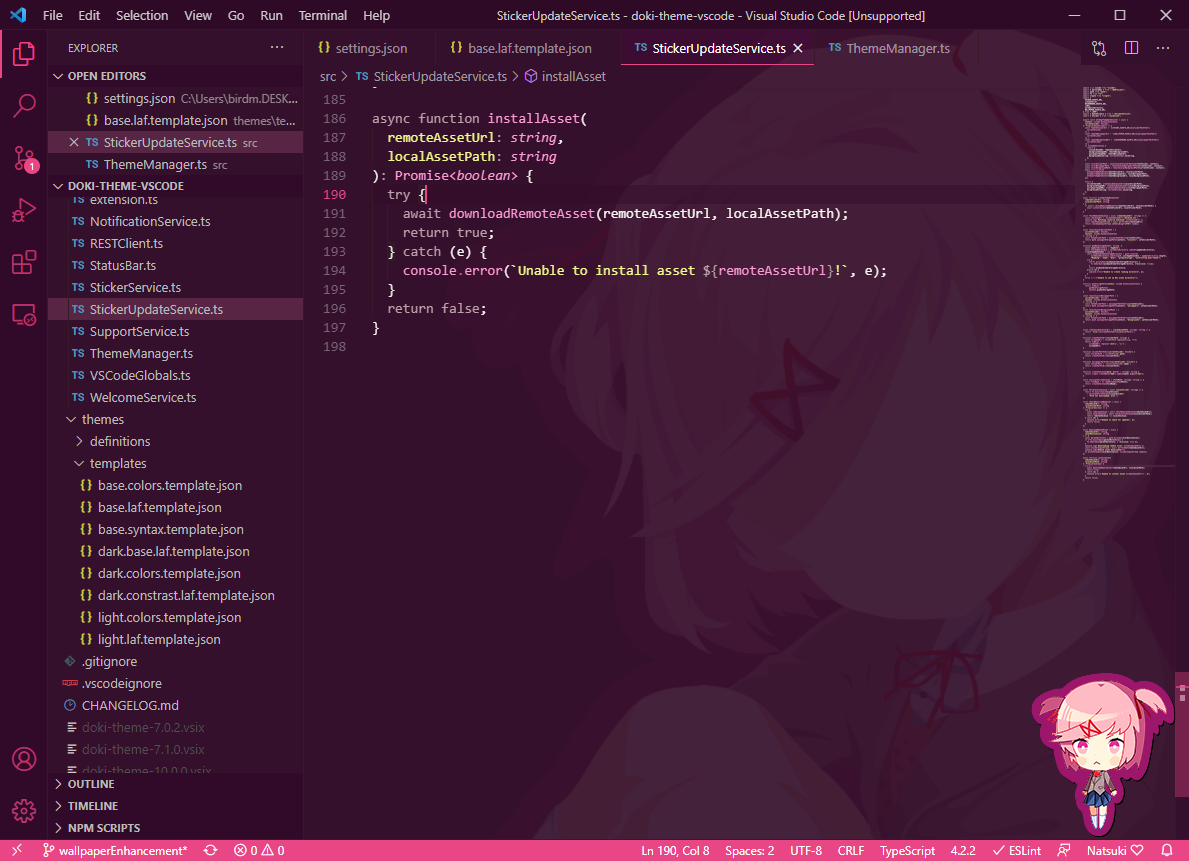 File Edit Selection View Go Run Terminal Help
StickerUpdateService.ts - doki-theme-vscode - Visual Studio Code [Unsupported]
EXPLORER
OPEN EDITORS
{} settings.json C:\Users\birdm.DESK...
{} base.laf.template.json themes\te...
TS StickerUpdateService.ts src
TS ThemeManager.ts src
DOKI-THEME-VSCODE
TS extension.ts
TS NotificationService.ts
TS RESTClient.ts
TS StatusBar.ts
TS StickerService.ts
TS StickerUpdateService.ts
TS SupportService.ts
TS ThemeManager.ts
TS VSCodeGlobals.ts
TS WelcomeService.ts
themes
definitions
templates
{} base.colors.template.json
{} base.laf.template.json
{} base.syntax.template.json
{} dark.base.laf.template.json
{} dark.colors.template.json
{} dark.constrast.laf.template.json
{} light.colors.template.json
{} light.laf.template.json
.gitignore
.vscodeignore
CHANGELOG.md
doki-theme-7.0.2.vsix
doki-theme-7.1.0.vsix
doki-theme-10.0.0.vsix
OUTLINE
TIMELINE
NPM SCRIPTS
1
{} settings.json {} base.laf.template.json TS StickerUpdateService.ts TS ThemeManager.ts
src > TS StickerUpdateService.ts > installAsset
185
186 async function installAsset(
187 remoteAssetUrl: string,
188 localAssetPath: string
189 ): Promise<boolean> {
190 try {
191 await downloadRemoteAsset(remoteAssetUrl, localAssetPath);
192 return true;
193 } catch (e) {
194 console.error(`Unable to install asset ${remoteAssetUrl}!`, e);
195 }
196 return false;
197 }
198
wallpaperEnhancement* 0 0 Ln 190, Col 8 Spaces: 2 UTF-8 CRLF TypeScript 4.2.2 ESLint Natsuki